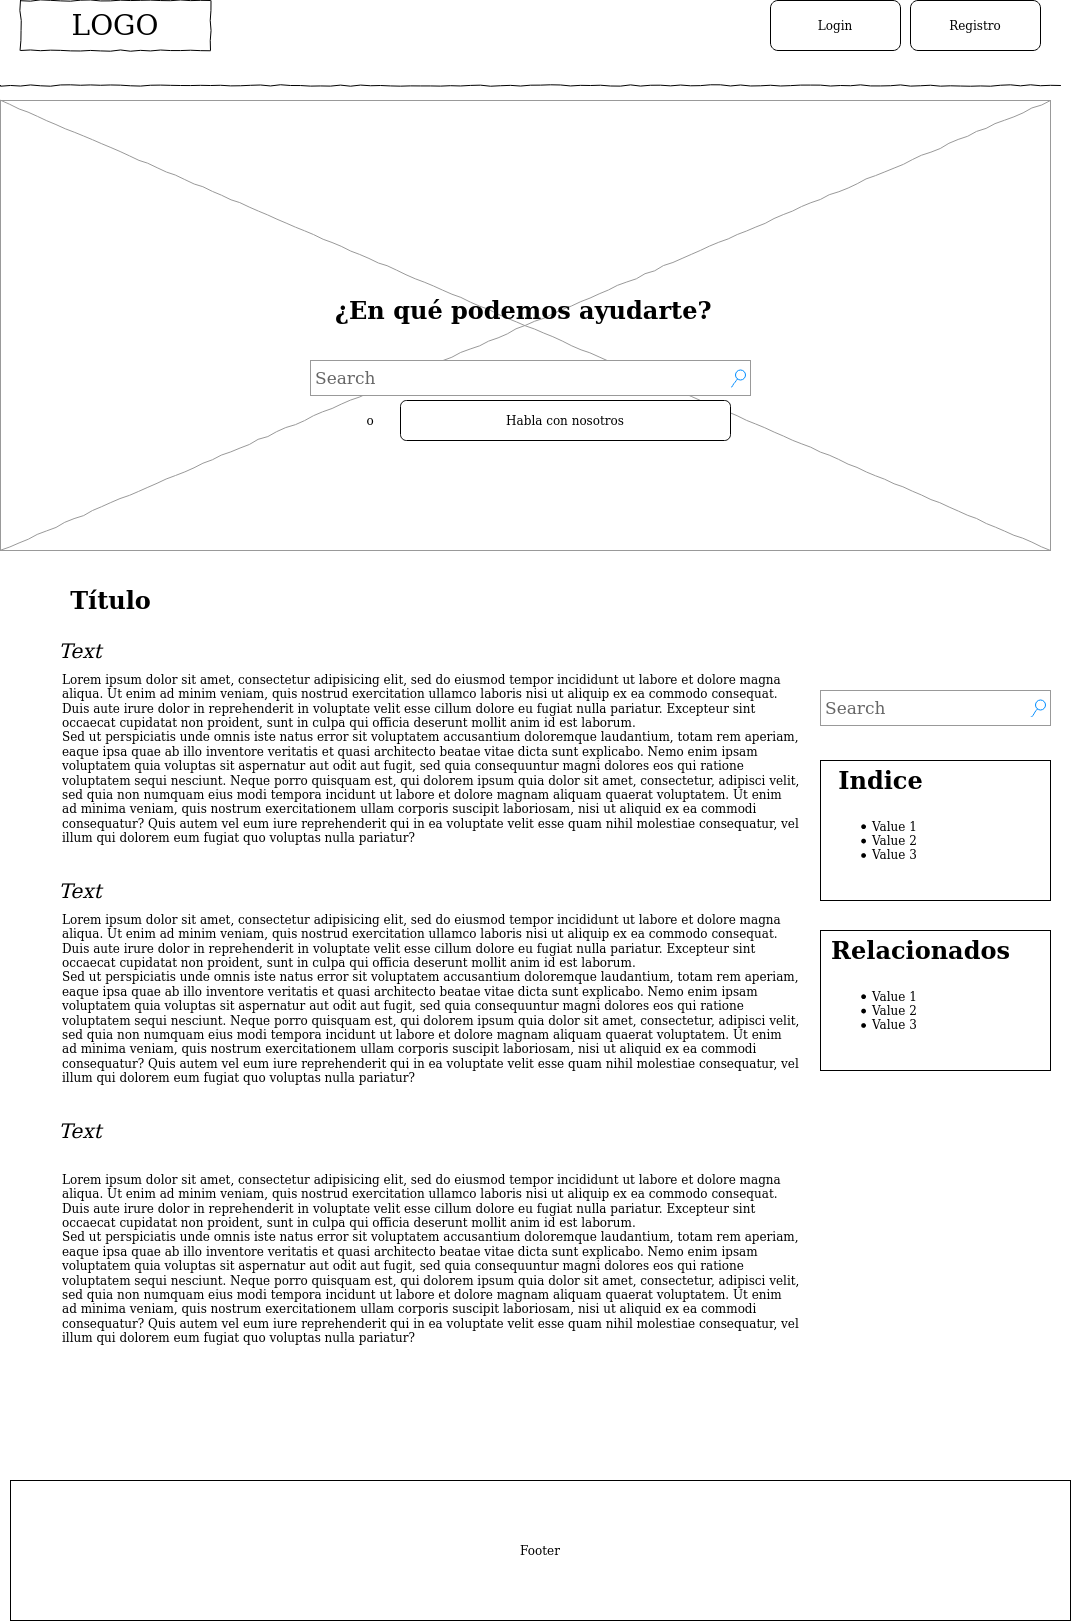 LOGO
Login
Registro
¿En qué podemos ayudarte?
Search
o
Habla con nosotros
Título
Text
Lorem ipsum dolor sit amet, consectetur adipisicing elit, sed do eiusmod tempor incididunt ut labore et dolore magna
aliqua. Ut enim ad minim veniam, quis nostrud exercitation ullamco laboris nisi ut aliquip ex ea commodo consequat.
Duis aute irure dolor in reprehenderit in voluptate velit esse cillum dolore eu fugiat nulla pariatur. Excepteur sint
occaecat cupidatat non proident, sunt in culpa qui officia deserunt mollit anim id est laborum.
Sed ut perspiciatis unde omnis iste natus error sit voluptatem accusantium doloremque laudantium, totam rem aperiam,
eaque ipsa quae ab illo inventore veritatis et quasi architecto beatae vitae dicta sunt explicabo. Nemo enim ipsam
voluptatem quia voluptas sit aspernatur aut odit aut fugit, sed quia consequuntur magni dolores eos qui ratione
voluptatem sequi nesciunt. Neque porro quisquam est, qui dolorem ipsum quia dolor sit amet, consectetur, adipisci velit,
sed quia non numquam eius modi tempora incidunt ut labore et dolore magnam aliquam quaerat voluptatem. Ut enim
ad minima veniam, quis nostrum exercitationem ullam corporis suscipit laboriosam, nisi ut aliquid ex ea commodi
consequatur? Quis autem vel eum iure reprehenderit qui in ea voluptate velit esse quam nihil molestiae consequatur, vel
illum qui dolorem eum fugiat quo voluptas nulla pariatur?
Text
Lorem ipsum dolor sit amet, consectetur adipisicing elit, sed do eiusmod tempor incididunt ut labore et dolore magna
aliqua. Ut enim ad minim veniam, quis nostrud exercitation ullamco laboris nisi ut aliquip ex ea commodo consequat.
Duis aute irure dolor in reprehenderit in voluptate velit esse cillum dolore eu fugiat nulla pariatur. Excepteur sint
occaecat cupidatat non proident, sunt in culpa qui officia deserunt mollit anim id est laborum.
Sed ut perspiciatis unde omnis iste natus error sit voluptatem accusantium doloremque laudantium, totam rem aperiam,
eaque ipsa quae ab illo inventore veritatis et quasi architecto beatae vitae dicta sunt explicabo. Nemo enim ipsam
voluptatem quia voluptas sit aspernatur aut odit aut fugit, sed quia consequuntur magni dolores eos qui ratione
voluptatem sequi nesciunt. Neque porro quisquam est, qui dolorem ipsum quia dolor sit amet, consectetur, adipisci velit,
sed quia non numquam eius modi tempora incidunt ut labore et dolore magnam aliquam quaerat voluptatem. Ut enim
ad minima veniam, quis nostrum exercitationem ullam corporis suscipit laboriosam, nisi ut aliquid ex ea commodi
consequatur? Quis autem vel eum iure reprehenderit qui in ea voluptate velit esse quam nihil molestiae consequatur, vel
illum qui dolorem eum fugiat quo voluptas nulla pariatur?
Text
Lorem ipsum dolor sit amet, consectetur adipisicing elit, sed do eiusmod tempor incididunt ut labore et dolore magna
aliqua. Ut enim ad minim veniam, quis nostrud exercitation ullamco laboris nisi ut aliquip ex ea commodo consequat.
Duis aute irure dolor in reprehenderit in voluptate velit esse cillum dolore eu fugiat nulla pariatur. Excepteur sint
occaecat cupidatat non proident, sunt in culpa qui officia deserunt mollit anim id est laborum.
Sed ut perspiciatis unde omnis iste natus error sit voluptatem accusantium doloremque laudantium, totam rem aperiam,
eaque ipsa quae ab illo inventore veritatis et quasi architecto beatae vitae dicta sunt explicabo. Nemo enim ipsam
voluptatem quia voluptas sit aspernatur aut odit aut fugit, sed quia consequuntur magni dolores eos qui ratione
voluptatem sequi nesciunt. Neque porro quisquam est, qui dolorem ipsum quia dolor sit amet, consectetur, adipisci velit,
sed quia non numquam eius modi tempora incidunt ut labore et dolore magnam aliquam quaerat voluptatem. Ut enim
ad minima veniam, quis nostrum exercitationem ullam corporis suscipit laboriosam, nisi ut aliquid ex ea commodi
consequatur? Quis autem vel eum iure reprehenderit qui in ea voluptate velit esse quam nihil molestiae consequatur, vel
illum qui dolorem eum fugiat quo voluptas nulla pariatur?
Search
Indice
• Value 1
• Value 2
• Value 3
Relacionados
• Value 1
• Value 2
• Value 3
Footer